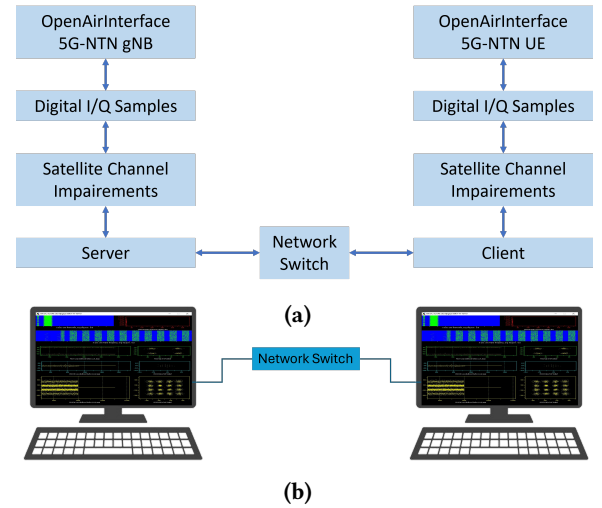 OpenAirInterface
5G-NTN gNB
OpenAirInterface
5G-NTN UE
Digital I/Q Samples
Digital I/Q Samples
Satellite Channel
Impairements
Satellite Channel
Impairements
Server
Network
Switch
Client
(a)
Network Switch
(b)